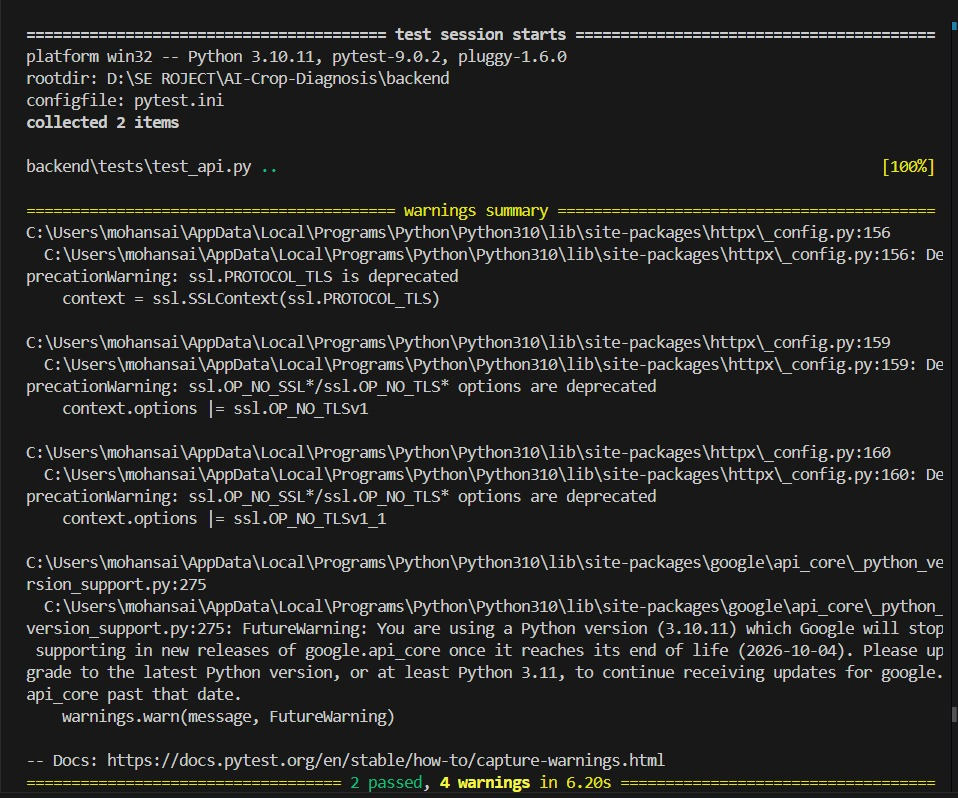 ======================================== test session starts ========================================
platform win32 -- Python 3.10.11, pytest-9.0.2, pluggy-1.6.0
rootdir: D:\SE ROJECT\AI-Crop-Diagnosis\backend
configfile: pytest.ini
collected 2 items
backend\tests\test_api.py .. [100%]
========================================= warnings summary ==========================================
C:\Users\mohansai\AppData\Local\Programs\Python\Python310\lib\site-packages\httpx\_config.py:156
C:\Users\mohansai\AppData\Local\Programs\Python\Python310\lib\site-packages\httpx\_config.py:156: De
precationWarning: ssl.PROTOCOL_TLS is deprecated
context = ssl.SSLContext(ssl.PROTOCOL_TLS)
C:\Users\mohansai\AppData\Local\Programs\Python\Python310\lib\site-packages\httpx\_config.py:159
C:\Users\mohansai\AppData\Local\Programs\Python\Python310\lib\site-packages\httpx\_config.py:159: De
precationWarning: ssl.OP_NO_SSL*/ssl.OP_NO_TLS* options are deprecated
context.options |= ssl.OP_NO_TLSv1
C:\Users\mohansai\AppData\Local\Programs\Python\Python310\lib\site-packages\httpx\_config.py:160
C:\Users\mohansai\AppData\Local\Programs\Python\Python310\lib\site-packages\httpx\_config.py:160: De
precationWarning: ssl.OP_NO_SSL*/ssl.OP_NO_TLS* options are deprecated
context.options |= ssl.OP_NO_TLSv1_1
C:\Users\mohansai\AppData\Local\Programs\Python\Python310\lib\site-packages\google\api_core\_python_ve
rsion_support.py:275
C:\Users\mohansai\AppData\Local\Programs\Python\Python310\lib\site-packages\google\api_core\_python_
version_support.py:275: FutureWarning: You are using a Python version (3.10.11) which Google will stop
supporting in new releases of google.api_core once it reaches its end of life (2026-10-04). Please up
grade to the latest Python version, or at least Python 3.11, to continue receiving updates for google.
api_core past that date.
warnings.warn(message, FutureWarning)
-- Docs: https://docs.pytest.org/en/stable/how-to/capture-warnings.html
=================================== 2 passed, 4 warnings in 6.20s ===================================